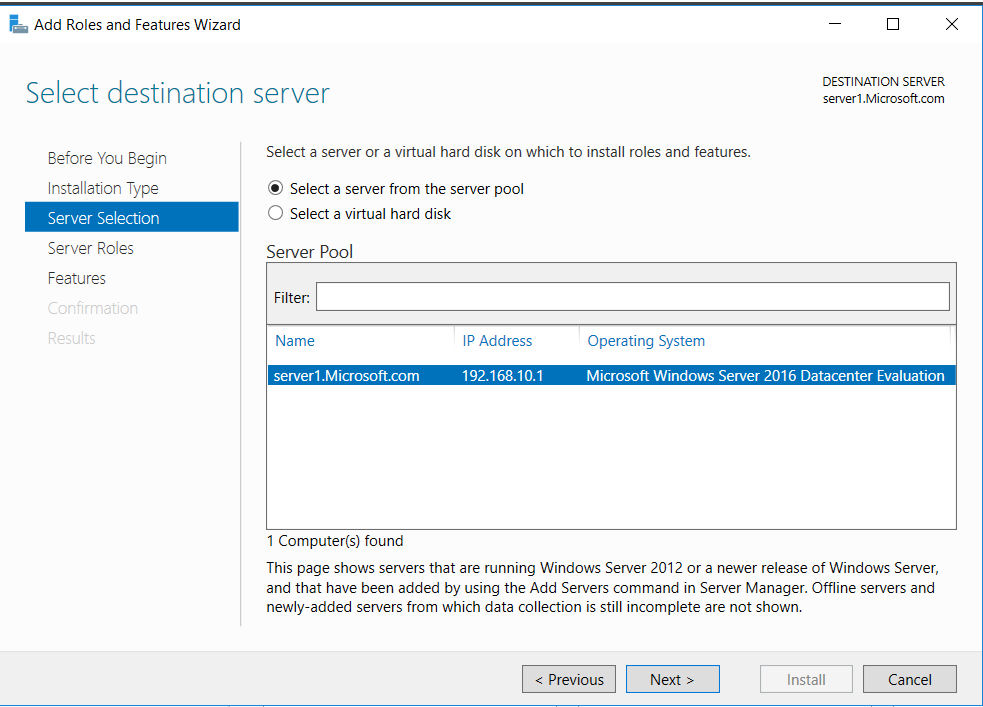 Add Roles and Features Wizard
Select destination server
DESTINATION SERVER
server1.Microsoft.com
Before You Begin
Installation Type
Server Selection
Server Roles
Features
Confirmation
Results
Select a server or a virtual hard disk on which to install roles and features.
Select a server from the server pool
Select a virtual hard disk
Server Pool
Filter:
Name IP Address Operating System
server1.Microsoft.com 192.168.10.1 Microsoft Windows Server 2016 Datacenter Evaluation
1 Computer(s) found
This page shows servers that are running Windows Server 2012 or a newer release of Windows Server,
and that have been added by using the Add Servers command in Server Manager. Offline servers and
newly-added servers from which data collection is still incomplete are not shown.
< Previous Next > Install Cancel